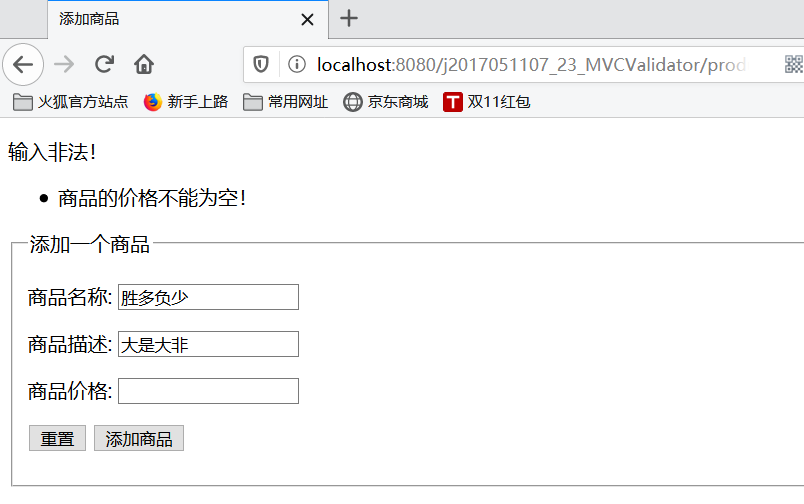 添加商品
localhost:8080/j2017051107_23_MVCValidator/prod
火狐官方站点 新手上路 常用网址 京东商城 T 双11红包
输入非法！
商品的价格不能为空！
添加一个商品
商品名称: 胜多负少
商品描述: 大是大非
商品价格:
重置 添加商品